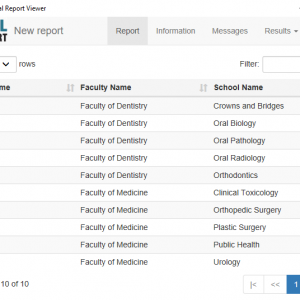 al Report Viewer
L
RT
New report
Report Information Messages Results
rows
Filter:
me Faculty Name School Name
Faculty of Dentistry Crowns and Bridges
Faculty of Dentistry Oral Biology
Faculty of Dentistry Oral Pathology
Faculty of Dentistry Oral Radiology
Faculty of Dentistry Orthodontics
Faculty of Medicine Clinical Toxicology
Faculty of Medicine Orthopedic Surgery
Faculty of Medicine Plastic Surgery
Faculty of Medicine Public Health
Faculty of Medicine Urology
10 of 10 |< << 1